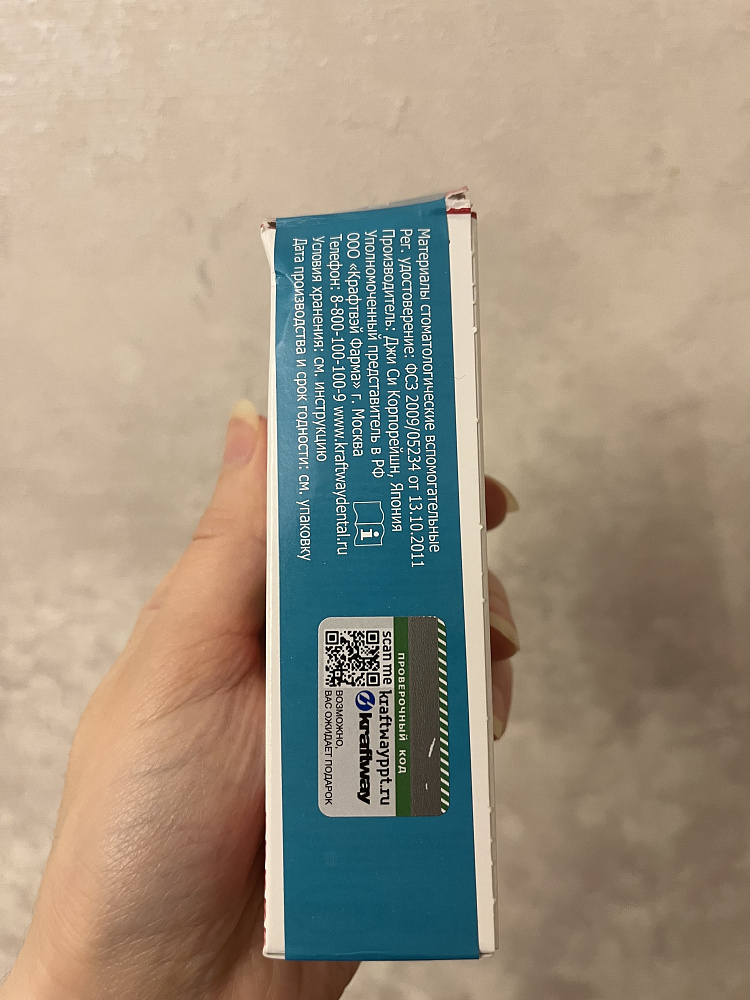 Материалы стоматологические вспомогательные
Рег. удостоверение: ФСЗ 2009/05234 от 13.10.2011
Производитель: Джи Си Корпорейшн, Япония
Уполномоченный представитель в РФ
ООО «Крафтвэй Фарма» г. Москва
Телефон: 8-800-100-100-9 www.kraftwaydental.ru
Условия хранения: см. инструкцию
Дата производства и срок годности: см. упаковку
i
ПРОВЕРОЧНЫЙ КОД
scan me kraftwayppt.ru
kraftway
ВОЗМОЖНО,
ВАС ОЖИДАЕТ ПОДАРОК